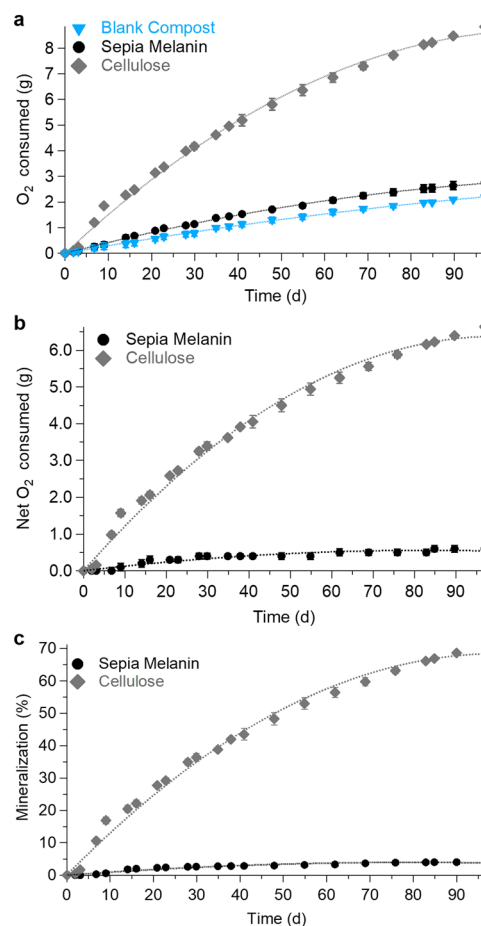 a
Blank Compost
Sepia Melanin
Cellulose
O2 consumed (g)
8
7
6
5
4
3
2
1
0
0 10 20 30 40 50 60 70 80 90
Time (d)
b
Sepia Melanin
Cellulose
Net O2 consumed (g)
6.0
5.0
4.0
3.0
2.0
1.0
0.0
0 10 20 30 40 50 60 70 80 90
Time (d)
c
Sepia Melanin
Cellulose
Mineralization (%)
70
60
50
40
30
20
10
0
0 10 20 30 40 50 60 70 80 90
Time (d)